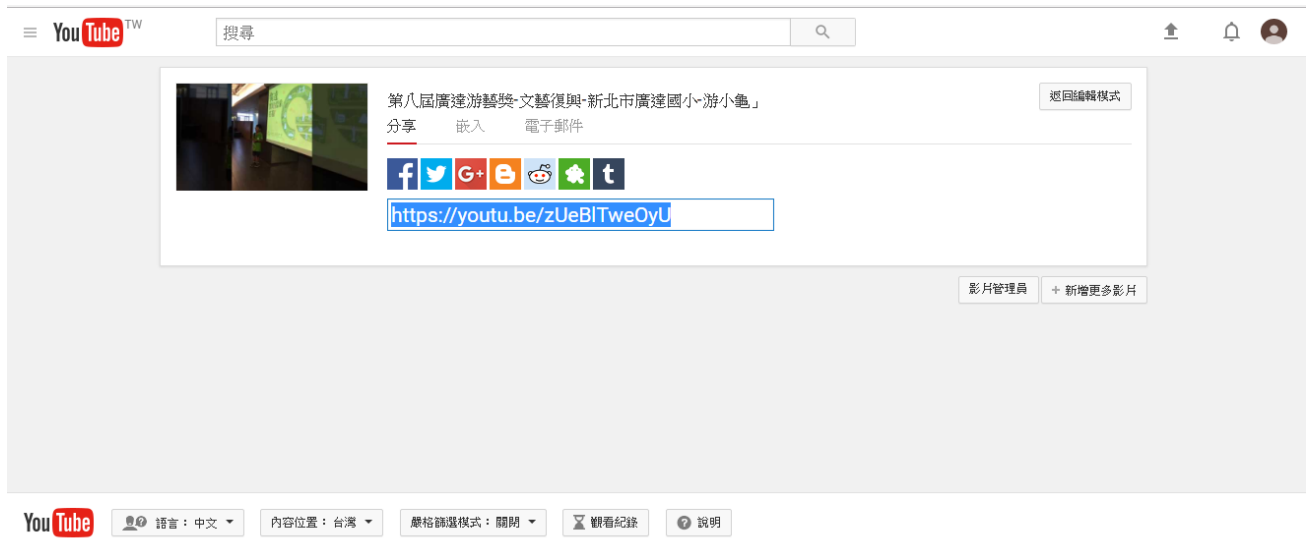 YouTube TW
搜尋
第八屆廣達游藝獎-文藝復興-新北市廣達國小-游小龜」
返回編輯模式
分享 嵌入 電子郵件
https://youtu.be/zUeBlTweOyU
影片管理員 + 新增更多影片
YouTube 語言：中文 內容位置：台灣 嚴格篩選模式：關閉 觀看紀錄 說明